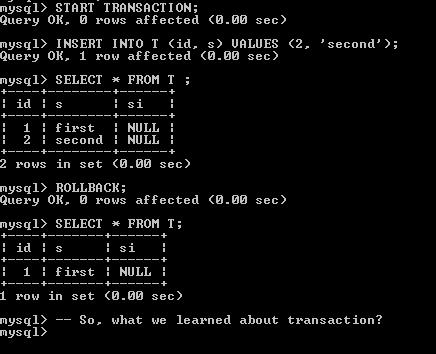 mysql> START TRANSACTION;
Query OK, 0 rows affected (0.00 sec)
mysql> INSERT INTO T (id, s) VALUES (2, 'second');
Query OK, 1 row affected (0.00 sec)
mysql> SELECT * FROM T ;
+----+--------+------+
| id | s      | si   |
+----+--------+------+
|  1 | first  | NULL |
|  2 | second | NULL |
+----+--------+------+
2 rows in set (0.00 sec)
mysql> ROLLBACK;
Query OK, 0 rows affected (0.00 sec)
mysql> SELECT * FROM T;
+----+-------+------+
| id | s     | si   |
+----+-------+------+
|  1 | first | NULL |
+----+-------+------+
1 row in set (0.00 sec)
mysql> -- So, what we learned about transaction?
mysql>